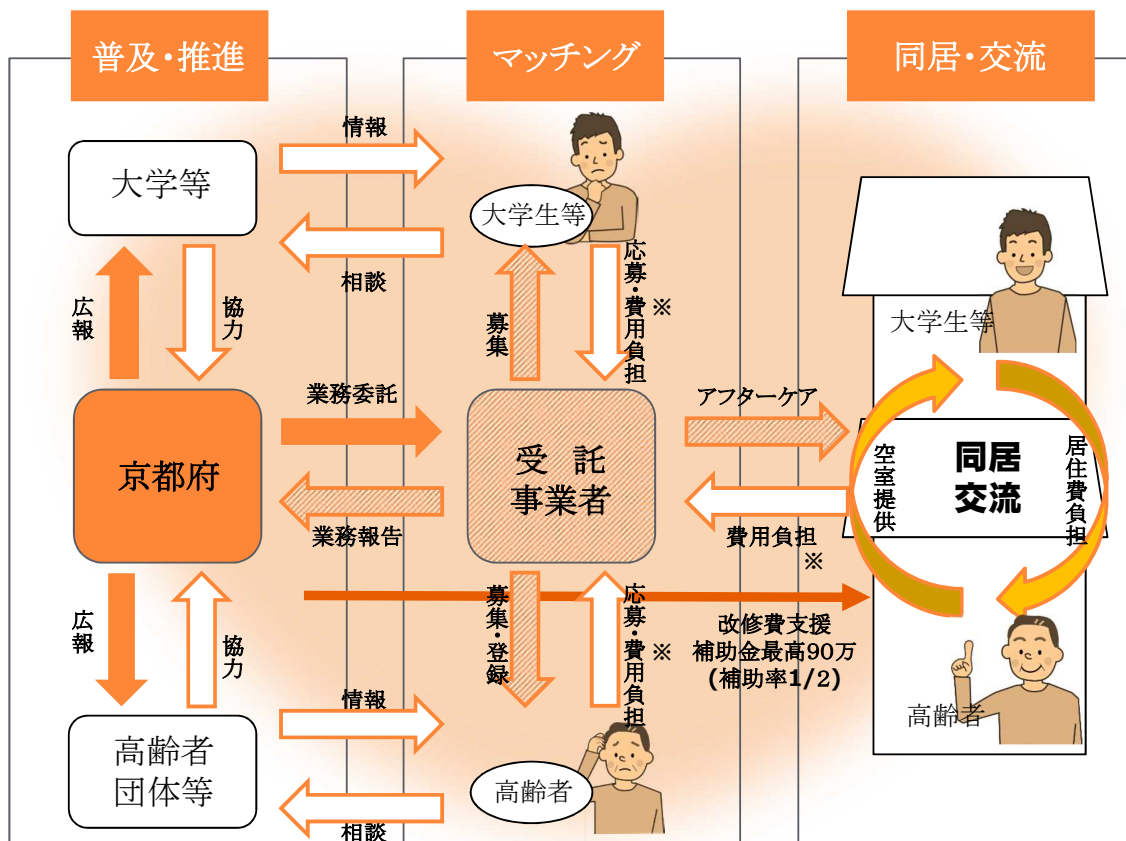 普及・推進
マッチング
同居・交流
情報
大学等
大学生等
相談
広報
協力
募集
応募・費用負担
※
大学生等
業務委託
アフターケア
京都府
受 託
事業者
同居
交流
空室提供
居住費負担
業務報告
費用負担
※
広報
協力
募集・登録
応募・費用負担
※
改修費支援
補助金最高90万
(補助率1/2)
情報
高齢者
高齢者
団体等
高齢者
相談